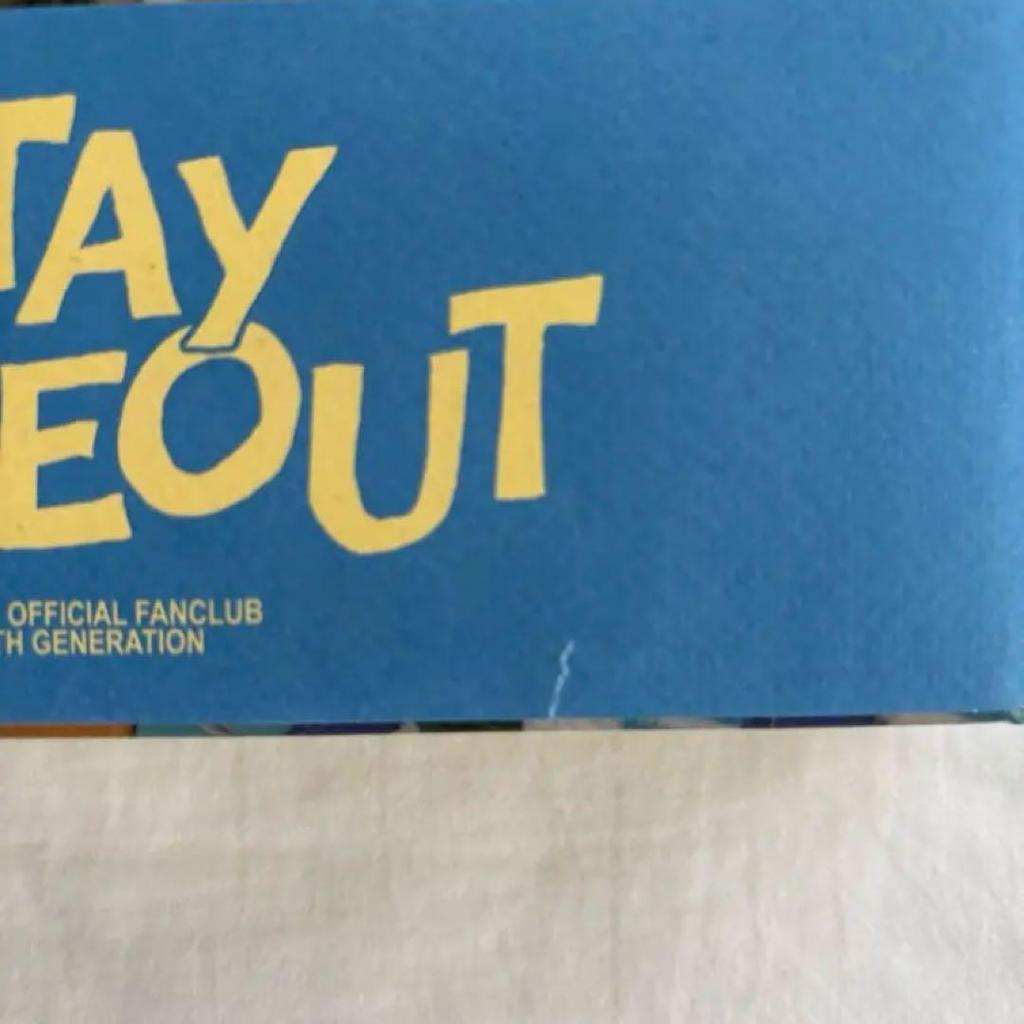 TAY
EOUT
OFFICIAL FANCLUB
TH GENERATION